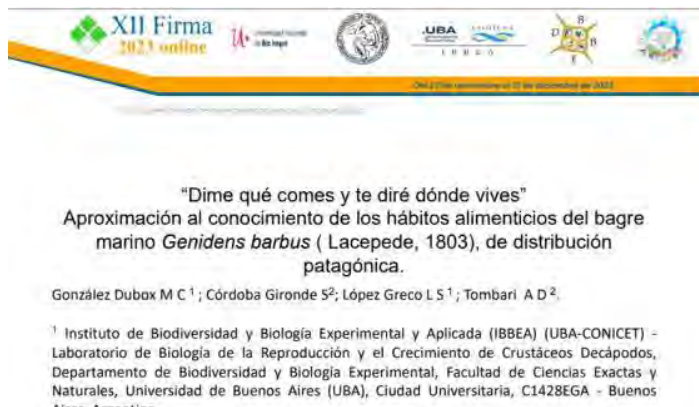 XII Firma
2023 online
.UBA
"Dime qué comes y te diré dónde vives"
Aproximación al conocimiento de los hábitos alimenticios del bagre
marino Genidens barbus ( Lacepede, 1803), de distribución
patagónica.
González Dubox M C ¹ ; Córdoba Gironde S²; López Greco L S ¹ ; Tombari A D ².
¹ Instituto de Biodiversidad y Biología Experimental y Aplicada (IBBEA) (UBA-CONICET) -
Laboratorio de Biología de la Reproducción y el Crecimiento de Crustáceos Decápodos,
Departamento de Biodiversidad y Biología Experimental, Facultad de Ciencias Exactas y
Naturales, Universidad de Buenos Aires (UBA), Ciudad Universitaria, C1428EGA - Buenos